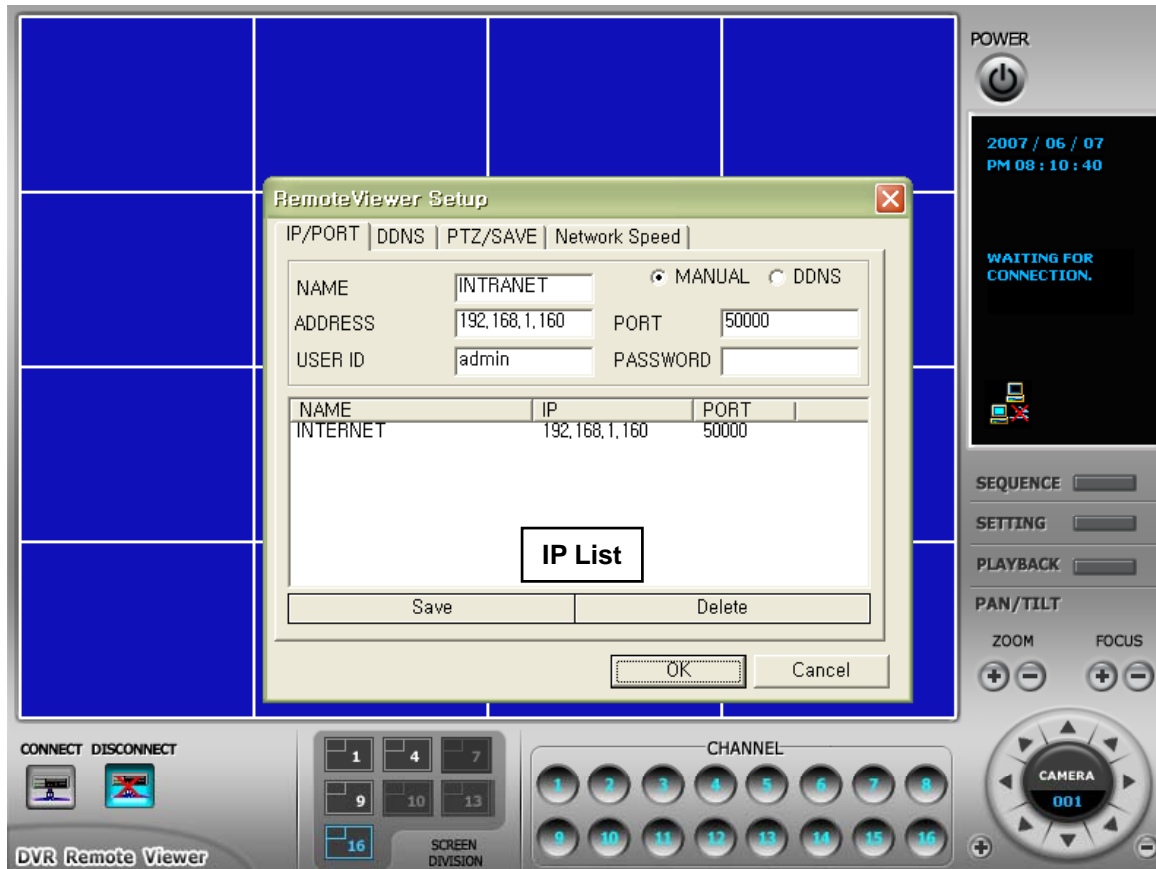 POWER
2007 / 06 / 07
PM 08 : 10 : 40
WAITING FOR
CONNECTION.
RemoteViewer Setup
IP/PORT DDNS PTZ/SAVE Network Speed
NAME INTRANET MANUAL DDNS
ADDRESS 192,168,1,160 PORT 50000
USER ID admin PASSWORD
NAME IP PORT
INTERNET 192,168,1,160 50000
IP List
Save Delete
OK Cancel
SEQUENCE
SETTING
PLAYBACK
PAN/TILT
ZOOM FOCUS
CAMERA
001
CONNECT DISCONNECT
1 4 7
9 10 13
16
SCREEN
DIVISION
CHANNEL
1 2 3 4 5 6 7 8
9 10 11 12 13 14 15 16
DVR Remote Viewer